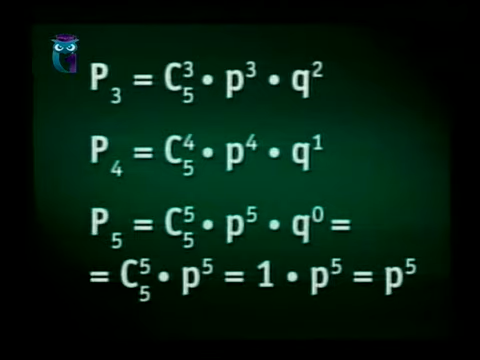 P₃ = C₅³ • p³ • q²
P₄ = C₅⁴ • p⁴ • q¹
P₅ = C₅⁵ • p⁵ • q⁰ =
= C₅⁵ • p⁵ = 1 • p⁵ = p⁵